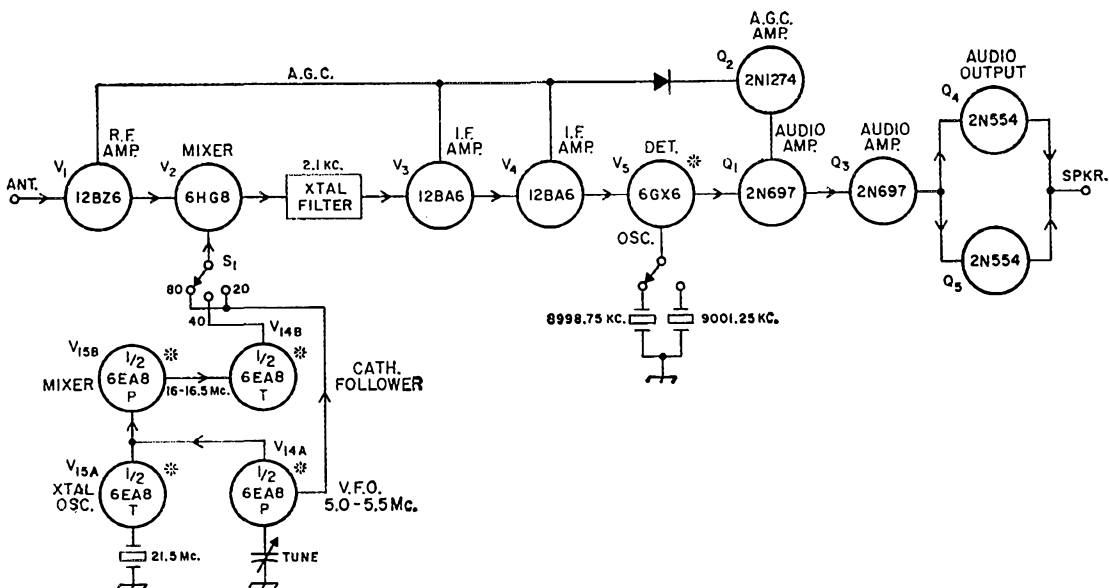 A.G.C.
AMP.
Q2
2N1274
A.G.C.
AUDIO
OUTPUT
Q4
2N554
R.F.
AMP.
V1
12BZ6
ANT.
MIXER
V2
6HG8
2.1 KC.
XTAL
FILTER
I.F.
AMP.
V3
12BA6
I.F.
AMP.
V4
12BA6
DET.
V5
6GX6
OSC.
AUDIO
AMP.
Q1
2N697
AUDIO
AMP.
Q3
2N697
SPKR.
Q5
2N554
S1
80
40
20
8998.75 KC.
9001.25 KC.
V15B
MIXER
1/2
6EA8
P
16-16.5 Mc.
V14B
1/2
6EA8
T
CATH.
FOLLOWER
V15A
XTAL
OSC.
1/2
6EA8
T
21.5 Mc.
V14A
1/2
6EA8
P
V.F.O.
5.0-5.5 Mc.
TUNE